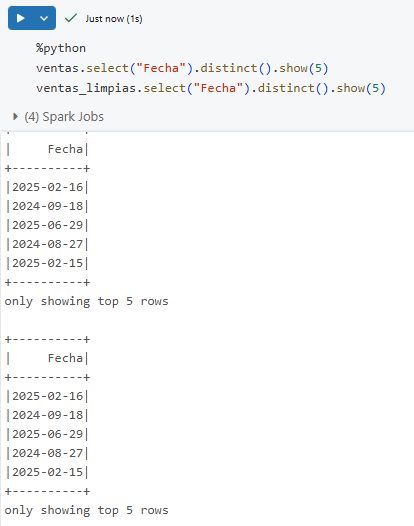 Just now (1s)
%python
ventas.select("Fecha").distinct().show(5)
ventas_limpias.select("Fecha").distinct().show(5)
(4) Spark Jobs
|     Fecha|
+----------+
|2025-02-16|
|2024-09-18|
|2025-06-29|
|2024-08-27|
|2025-02-15|
+----------+
only showing top 5 rows

+----------+
|     Fecha|
+----------+
|2025-02-16|
|2024-09-18|
|2025-06-29|
|2024-08-27|
|2025-02-15|
+----------+
only showing top 5 rows